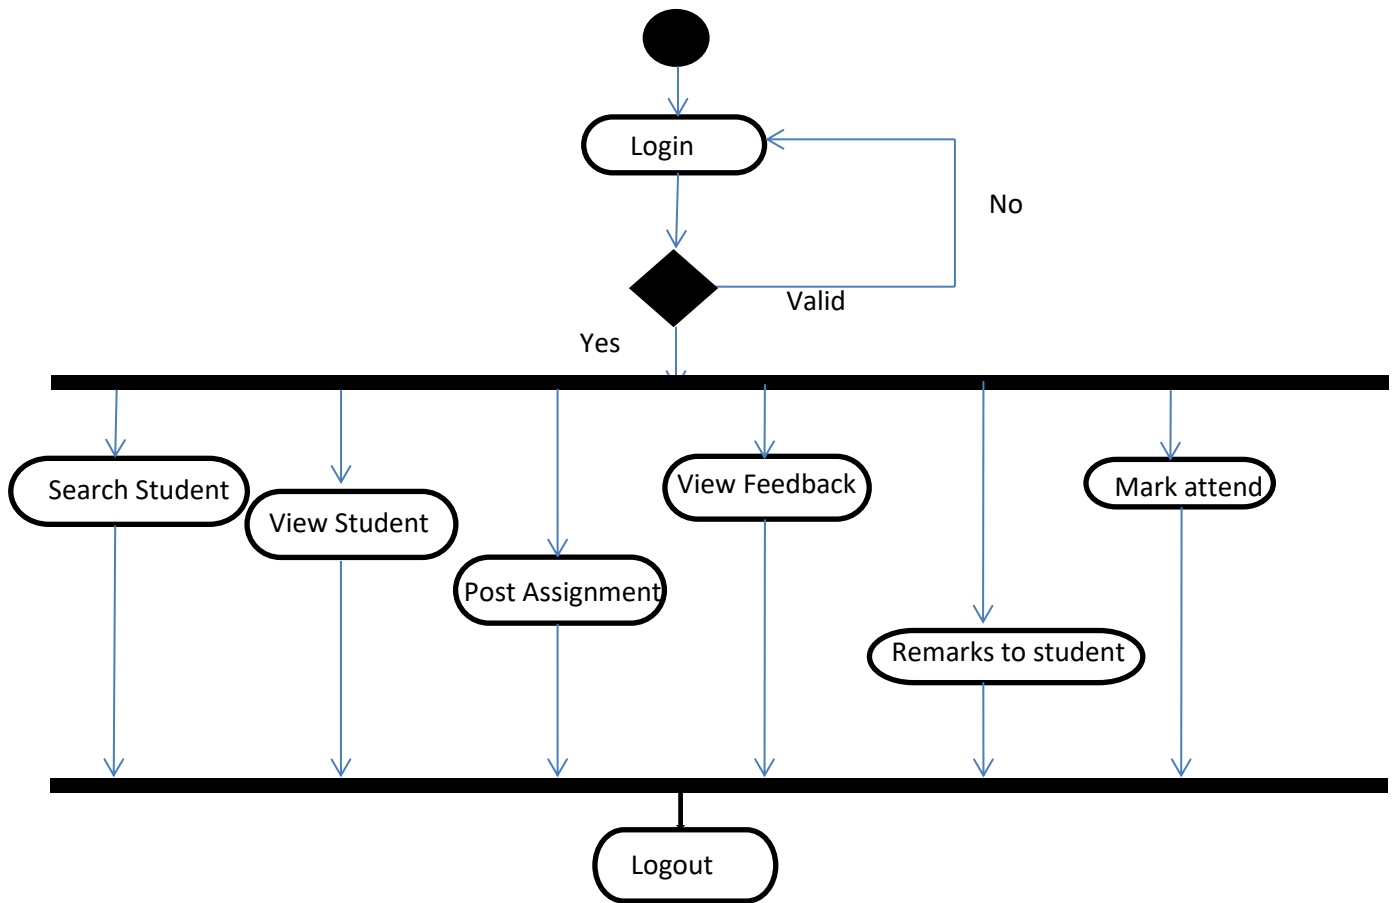 Login
No
Valid
Yes
Search Student
View Student
Post Assignment
View Feedback
Remarks to student
Mark attend
Logout